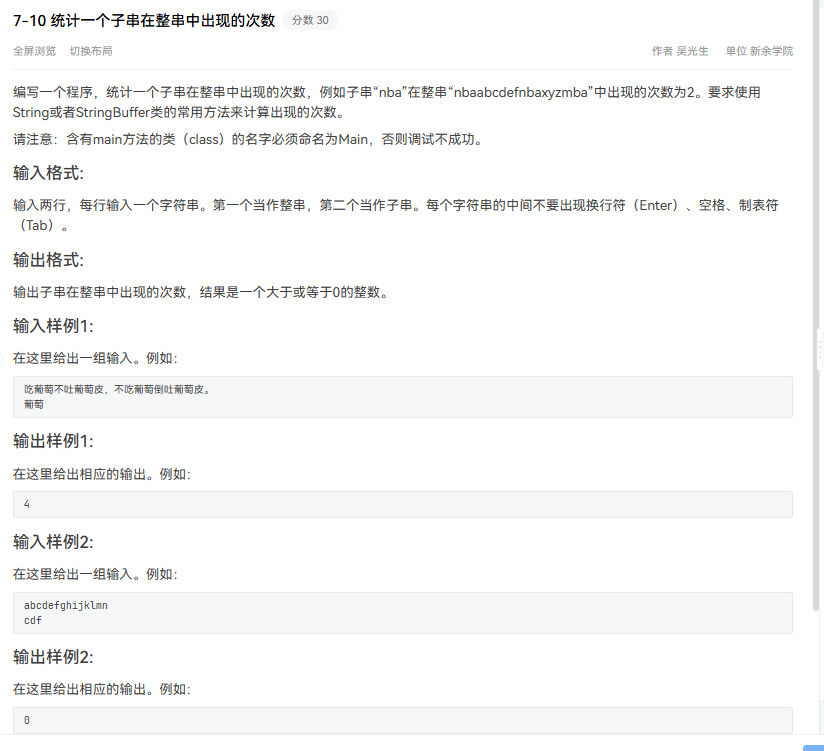 7-10 统计一个子串在整串中出现的次数 分数 30
全屏浏览 切换布局 作者 吴光生 单位 新余学院
编写一个程序，统计一个子串在整串中出现的次数，例如子串“nba”在整串“nbaabcdefnbaxyzmba”中出现的次数为2。要求使用
String或者StringBuffer类的常用方法来计算出现的次数。
请注意：含有main方法的类（class）的名字必须命名为Main，否则调试不成功。
输入格式:
输入两行，每行输入一个字符串。第一个当作整串，第二个当作子串。每个字符串的中间不要出现换行符（Enter）、空格、制表符
（Tab）。
输出格式:
输出子串在整串中出现的次数，结果是一个大于或等于0的整数。
输入样例1:
在这里给出一组输入。例如：
吃葡萄不吐葡萄皮，不吃葡萄倒吐葡萄皮。
葡萄
输出样例1:
在这里给出相应的输出。例如：
4
输入样例2:
在这里给出一组输入。例如：
abcdefghijklmn
cdf
输出样例2:
在这里给出相应的输出。例如：
0